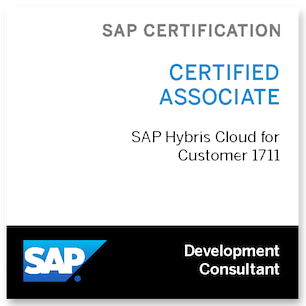 SAP CERTIFICATION
CERTIFIED
ASSOCIATE
SAP Hybris Cloud for
Customer 1711
SAP
Development
Consultant